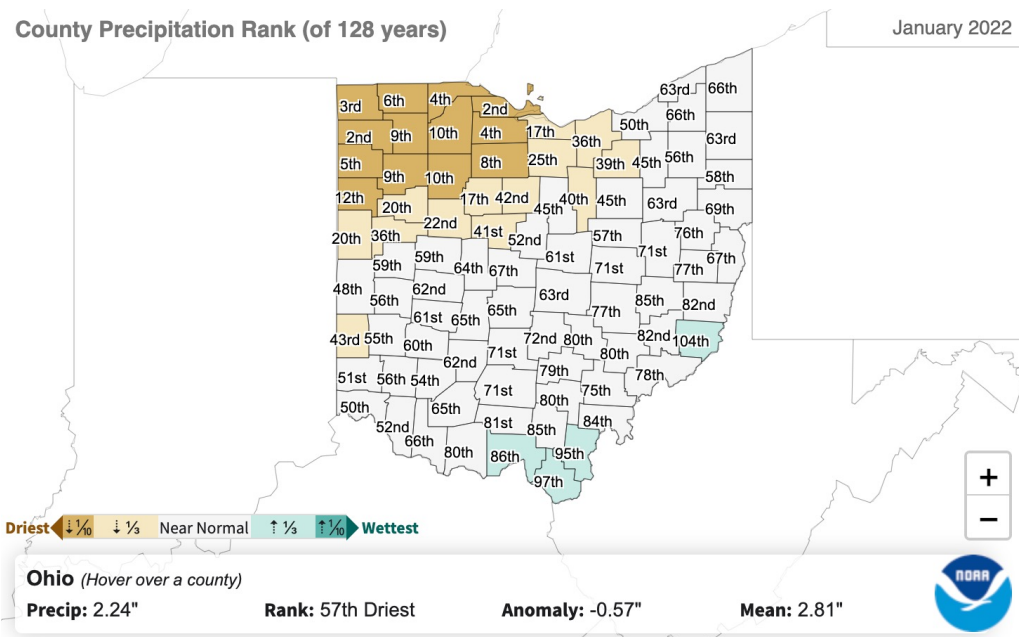 County Precipitation Rank (of 128 years)
January 2022
63rd 66th
3rd 6th 4th 2nd
66th
2nd 9th 10th 4th 17th 36th 50th 63rd
5th 8th 25th 39th 45th 56th
9th 10th 58th
12th 20th 17th 42nd 45th 40th 45th 63rd 69th
20th 36th 22nd 41st 52nd 57th 76th
59th 59th 64th 67th 61st 71st 71st 77th 67th
48th 56th 62nd 65th 63rd 77th 85th 82nd
61st 65th
43rd 55th 60th 71st 72nd 80th 80th 82nd 104th
62nd
51st 56th 54th 71st 79th 75th 78th
50th 65th 80th
52nd 66th 81st 85th 84th
80th 86th 95th
97th
Driest ⇣⅒ ⇣ ⅓ Near Normal ⇡ ⅓ ⇡⅒ Wettest
Ohio (Hover over a county)
Precip: 2.24" Rank: 57th Driest Anomaly: -0.57" Mean: 2.81"
+
−
NOAA